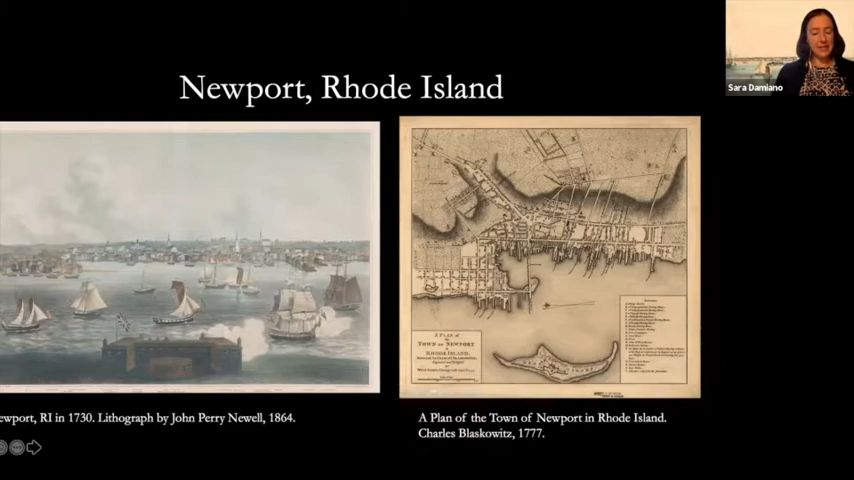 Newport, Rhode Island
Sara Damiano
A PLAN of
the
TOWN OF NEWPORT
in
RHODE ISLAND.
ewport, RI in 1730. Lithograph by John Perry Newell, 1864.
A Plan of the Town of Newport in Rhode Island.
Charles Blaskowitz, 1777.